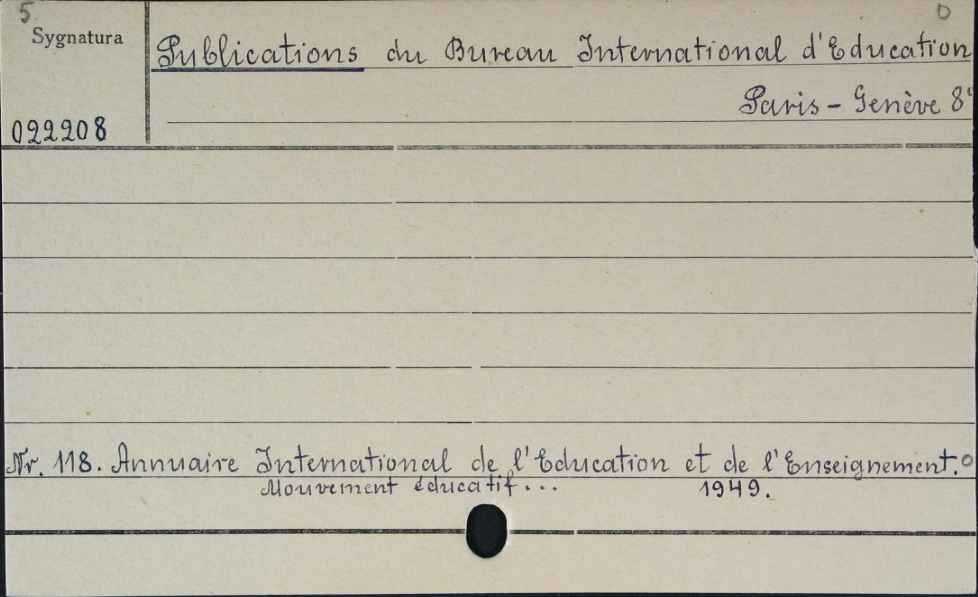 5
0
Sygnatura
Publications du Bureau International d'Education
Paris - Genève 8°
022208
Nr. 118. Annuaire International de l'Education et de l'Enseignement.
Mouvement éducatif... 1949.